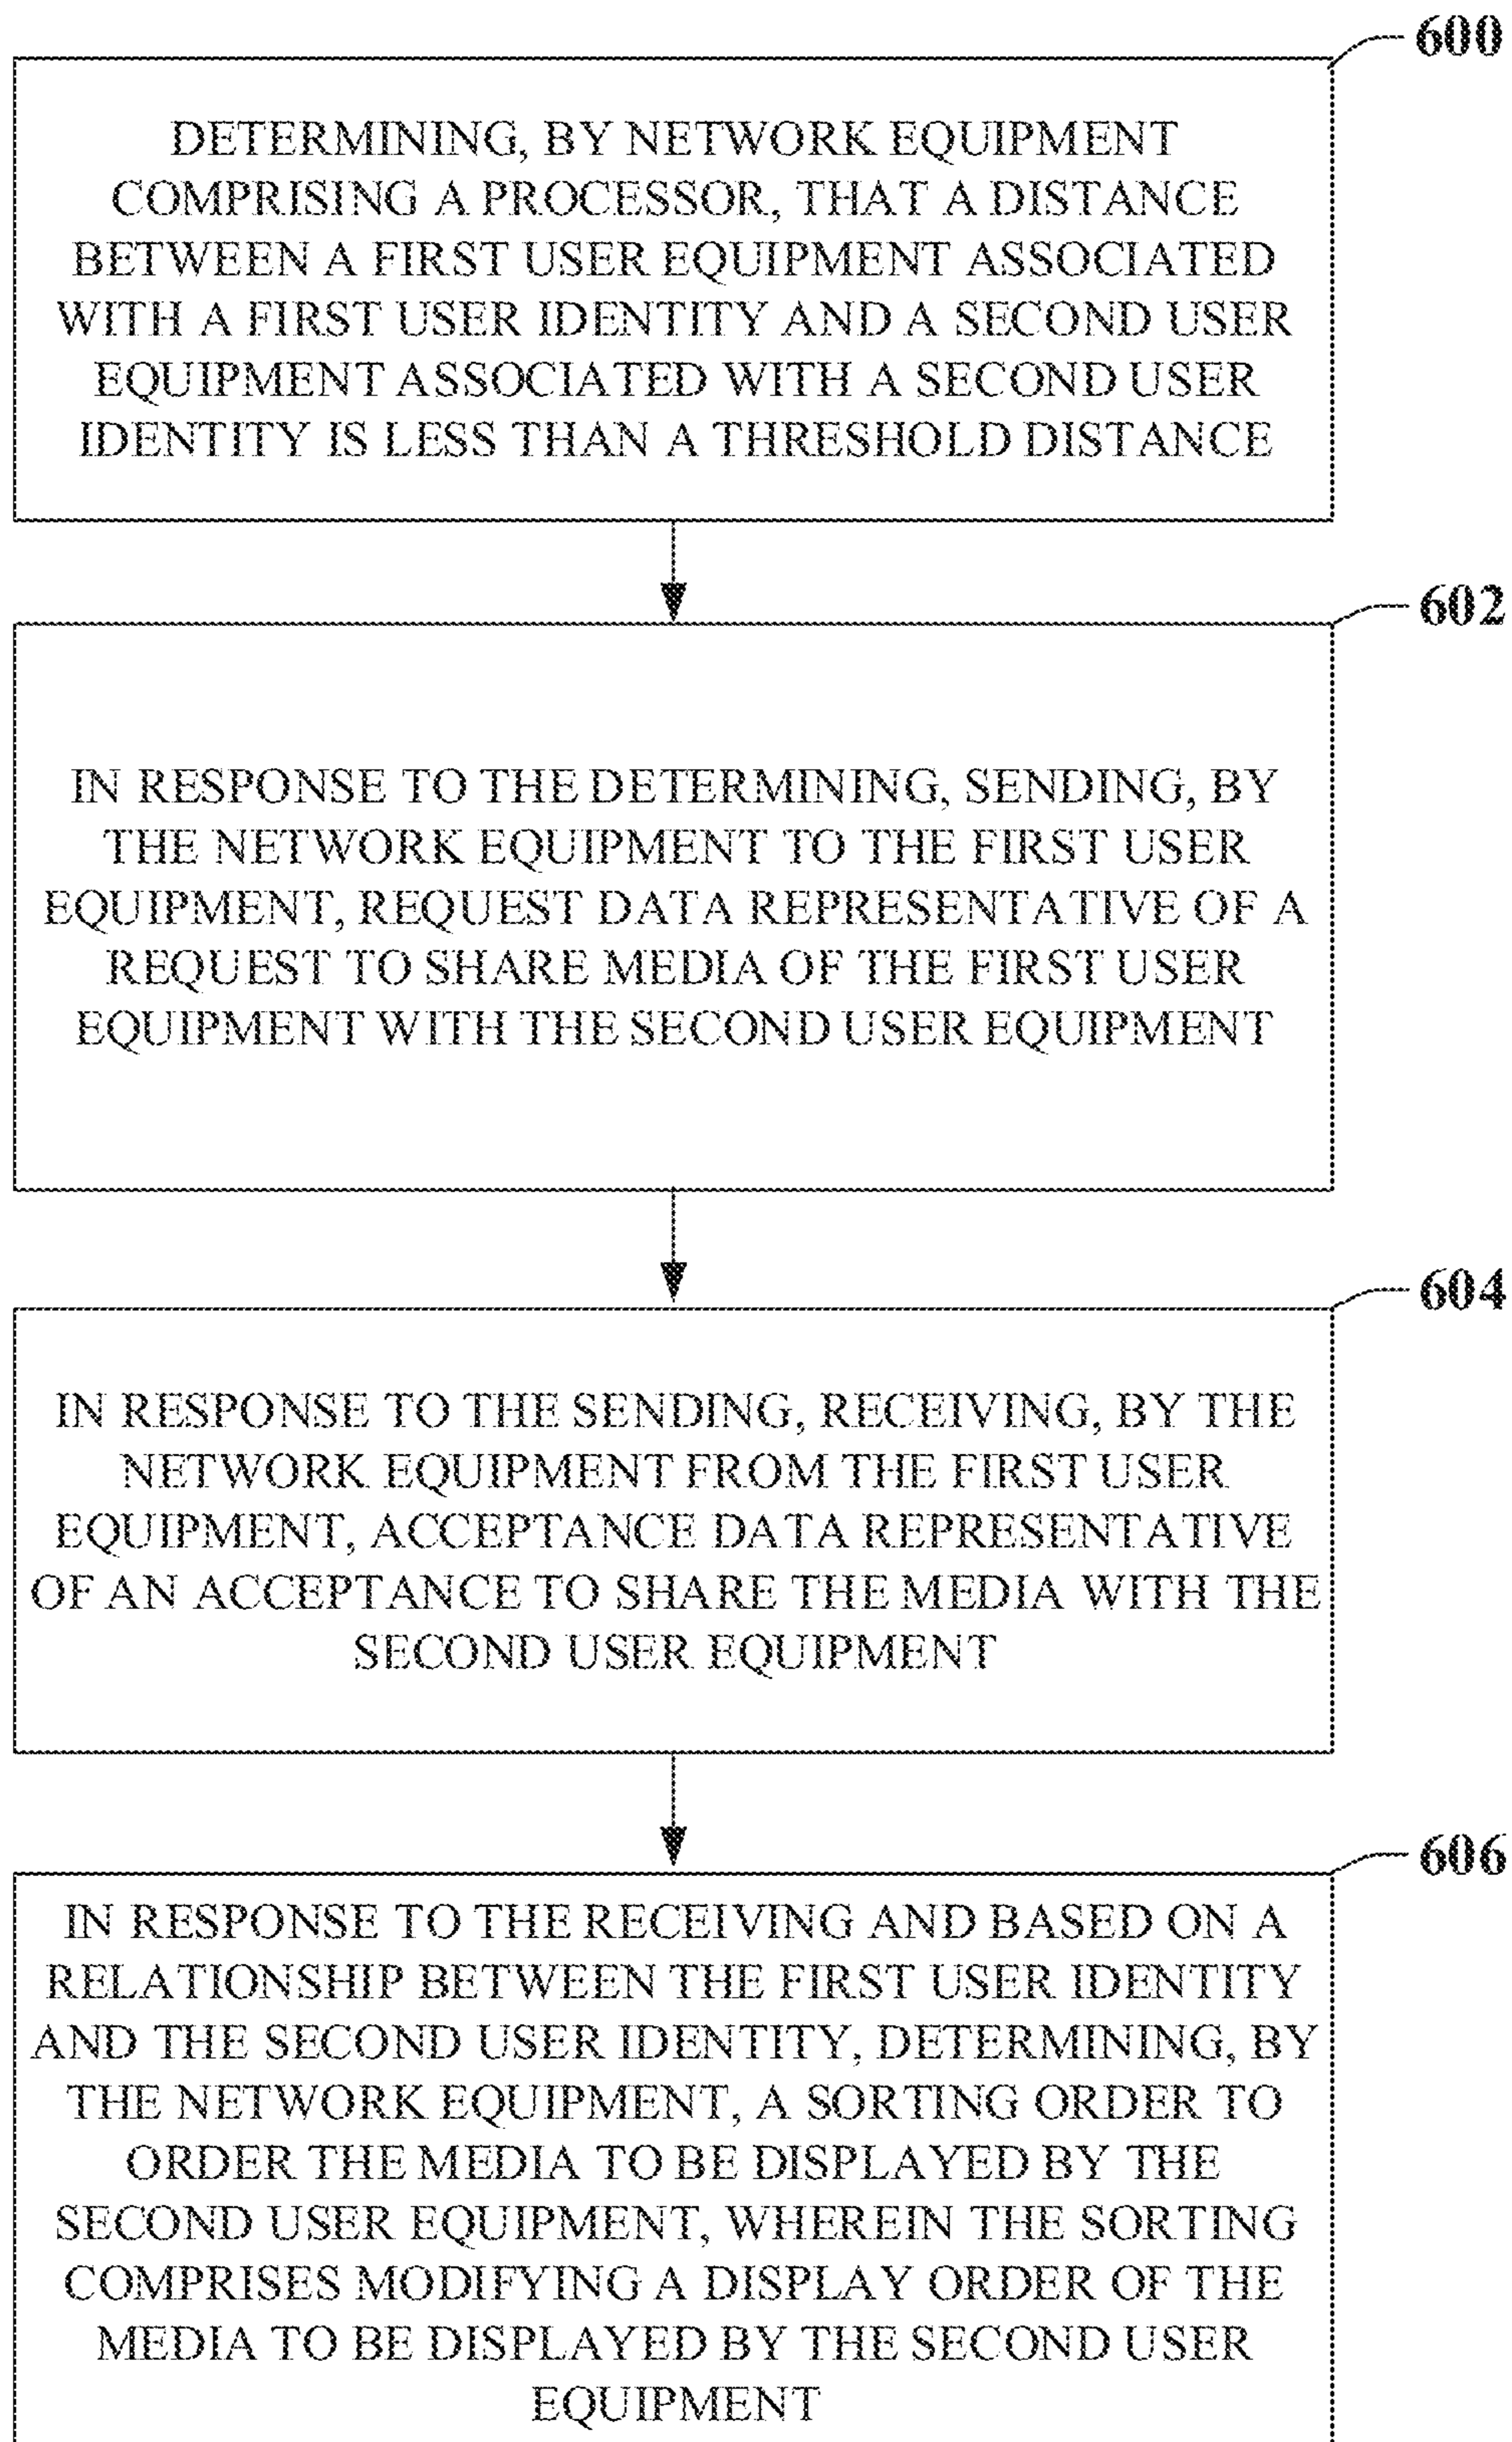 600
DETERMINING, BY NETWORK EQUIPMENT
COMPRISING A PROCESSOR, THAT A DISTANCE
BETWEEN A FIRST USER EQUIPMENT ASSOCIATED
WITH A FIRST USER IDENTITY AND A SECOND USER
EQUIPMENT ASSOCIATED WITH A SECOND USER
IDENTITY IS LESS THAN A THRESHOLD DISTANCE
602
IN RESPONSE TO THE DETERMINING, SENDING, BY
THE NETWORK EQUIPMENT TO THE FIRST USER
EQUIPMENT, REQUEST DATA REPRESENTATIVE OF A
REQUEST TO SHARE MEDIA OF THE FIRST USER
EQUIPMENT WITH THE SECOND USER EQUIPMENT
604
IN RESPONSE TO THE SENDING, RECEIVING, BY THE
NETWORK EQUIPMENT FROM THE FIRST USER
EQUIPMENT, ACCEPTANCE DATA REPRESENTATIVE
OF AN ACCEPTANCE TO SHARE THE MEDIA WITH THE
SECOND USER EQUIPMENT
606
IN RESPONSE TO THE RECEIVING AND BASED ON A
RELATIONSHIP BETWEEN THE FIRST USER IDENTITY
AND THE SECOND USER IDENTITY, DETERMINING, BY
THE NETWORK EQUIPMENT, A SORTING ORDER TO
ORDER THE MEDIA TO BE DISPLAYED BY THE
SECOND USER EQUIPMENT, WHEREIN THE SORTING
COMPRISES MODIFYING A DISPLAY ORDER OF THE
MEDIA TO BE DISPLAYED BY THE SECOND USER
EQUIPMENT